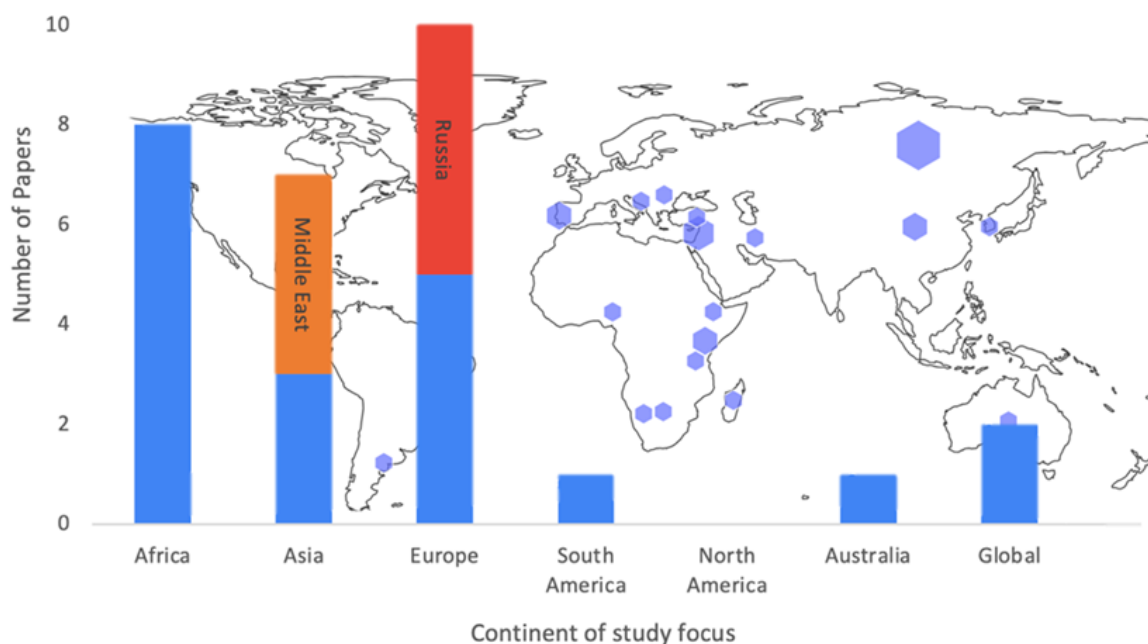 10
8
6
4
2
0
Number of Papers
Middle East
Russia
Africa
Asia
Europe
South
America
North
America
Australia
Global
Continent of study focus